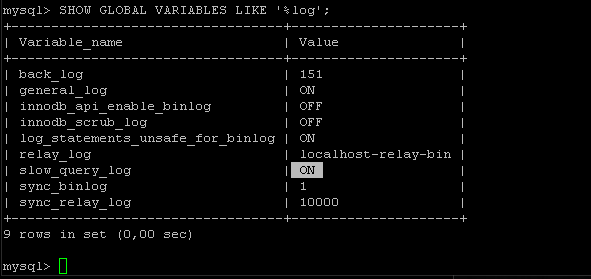 mysql> SHOW GLOBAL VARIABLES LIKE '%log';
+--------------------------------+---------------------+
| Variable_name | Value |
+--------------------------------+---------------------+
| back_log | 151 |
| general_log | ON |
| innodb_api_enable_binlog | OFF |
| innodb_scrub_log | OFF |
| log_statements_unsafe_for_binlog | ON |
| relay_log | localhost-relay-bin |
| slow_query_log | ON |
| sync_binlog | 1 |
| sync_relay_log | 10000 |
+--------------------------------+---------------------+
9 rows in set (0,00 sec)
mysql>